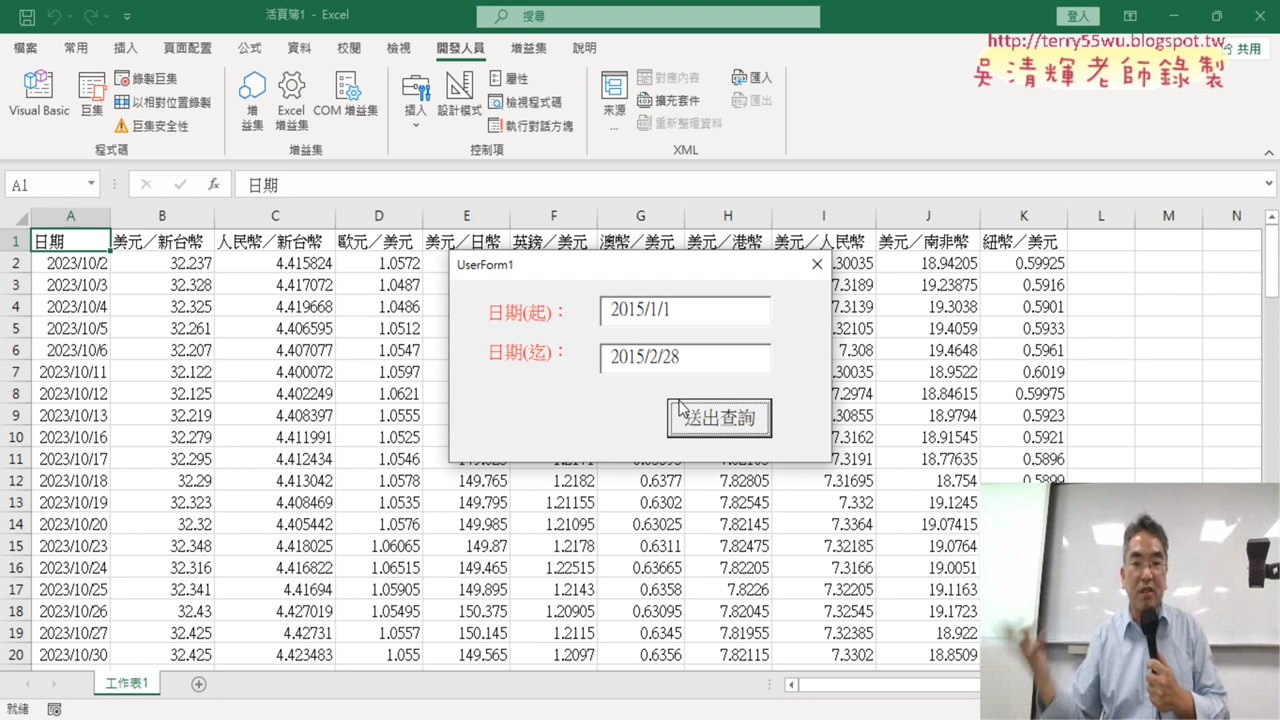 活頁簿1 - Excel
搜尋
登入
檔案 常用 插入 頁面配置 公式 資料 校閱 檢視 開發人員 增益集 說明
共用
http://terry55wu.blogspot.tw
吳清輝老師錄製
Visual Basic
巨集
錄製巨集
以相對位置錄製
巨集安全性
程式碼
增益集
Excel 增益集
COM 增益集
增益集
插入
設計模式
屬性
檢視程式碼
執行對話方塊
控制項
來源
...
對應內容
擴充套件
重新整理資料
匯入
匯出
XML
A1
fx
日期
A B C D E F G H I J K L M N
1 日期 美元／新台幣 人民幣／新台幣 歐元／美元 美元／日幣 英鎊／美元 澳幣／美元 美元／港幣 美元／人民幣 美元／南非幣 紐幣／美元
2 2023/10/2 32.237 4.415824 1.0572 .30035 18.94205 0.59925
3 2023/10/3 32.328 4.417072 1.0487 7.3189 19.23875 0.5916
4 2023/10/4 32.325 4.419668 1.0486 7.3139 19.3038 0.5901
5 2023/10/5 32.261 4.406595 1.0512 .32105 19.4059 0.5933
6 2023/10/6 32.207 4.407077 1.0547 7.308 19.4648 0.5961
7 2023/10/11 32.122 4.400072 1.0597 .30035 18.9522 0.6019
8 2023/10/12 32.125 4.402249 1.0621 7.2974 18.84615 0.59975
9 2023/10/13 32.219 4.408397 1.0555 .30855 18.9794 0.5923
10 2023/10/16 32.279 4.411991 1.0525 7.3162 18.91545 0.5921
11 2023/10/17 32.295 4.412434 1.0546 7.3191 18.77635 0.5896
12 2023/10/18 32.29 4.413042 1.0578 149.765 1.2182 0.6377 7.82805 7.31695 18.754 0.5899
13 2023/10/19 32.323 4.408469 1.0535 149.795 1.21155 0.6302 7.82545 7.332 19.1245
14 2023/10/20 32.32 4.405442 1.0576 149.985 1.21095 0.63025 7.82145 7.3364 19.07415
15 2023/10/23 32.348 4.418025 1.06065 149.87 1.2178 0.6311 7.82475 7.32185 19.0764
16 2023/10/24 32.316 4.416822 1.06515 149.465 1.22515 0.63665 7.82205 7.3166 19.0051
17 2023/10/25 32.341 4.41694 1.05905 149.895 1.2143 0.6358 7.8226 7.32205 19.1163
18 2023/10/26 32.43 4.427019 1.05495 150.375 1.20905 0.63095 7.82045 7.32545 19.1723
19 2023/10/27 32.425 4.42731 1.0557 150.145 1.2115 0.6345 7.81955 7.32385 18.922
20 2023/10/30 32.425 4.423483 1.055 149.565 1.2097 0.6356 7.82115 7.3302 18.8509
UserForm1
日期(起)： 2015/1/1
日期(迄)： 2015/2/28
送出查詢
工作表1
就緒